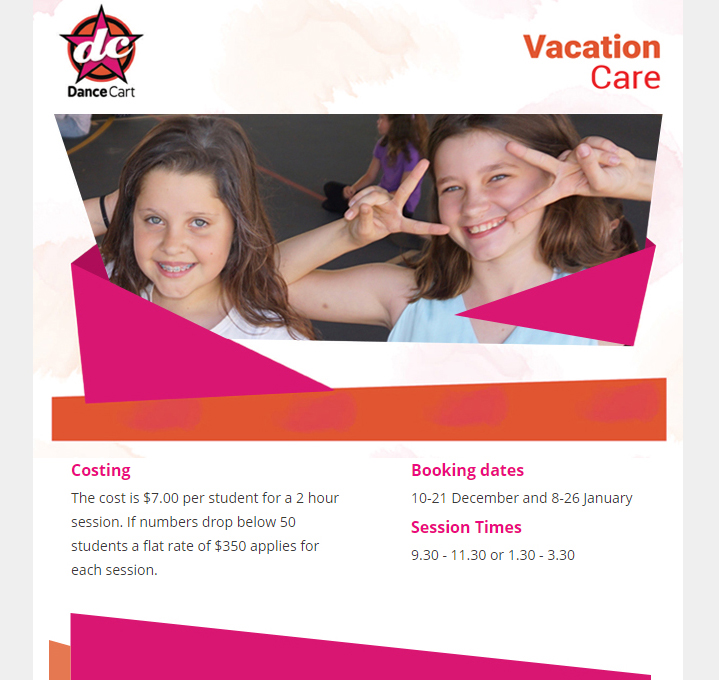 dc
DanceCart
Vacation
Care
Costing
The cost is $7.00 per student for a 2 hour
session. If numbers drop below 50
students a flat rate of $350 applies for
each session.
Booking dates
10-21 December and 8-26 January
Session Times
9.30 - 11.30 or 1.30 - 3.30